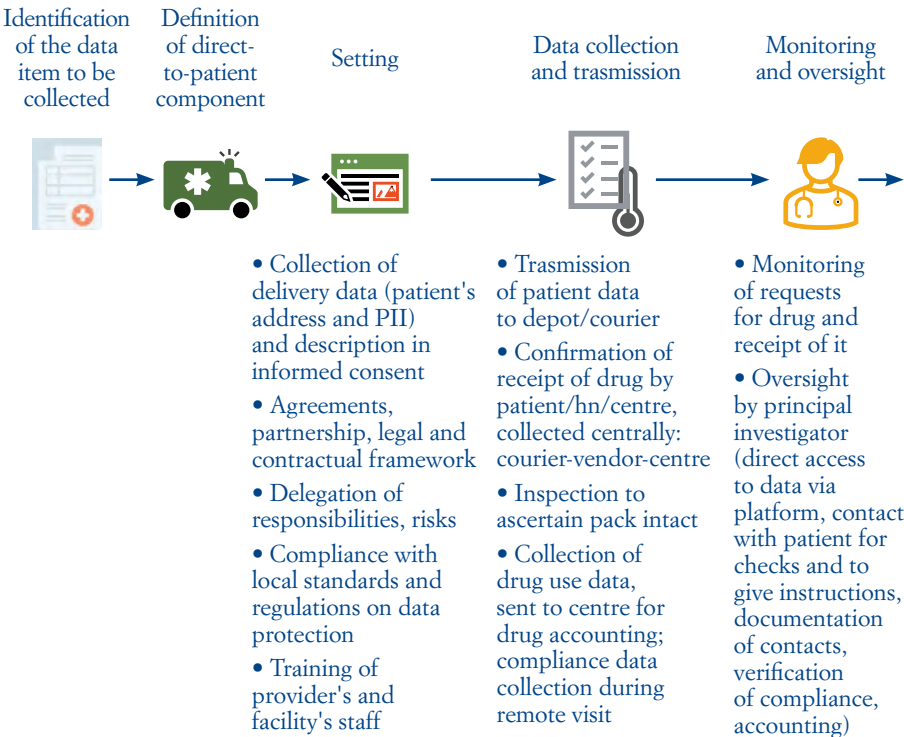 Identification
of the data
item to be
collected
Definition
of direct-
to-patient
component
Setting
Data collection
and trasmission
Monitoring
and oversight
• Collection of
delivery data (patient's
address and PII)
and description in
informed consent
• Agreements,
partnership, legal and
contractual framework
• Delegation of
responsibilities, risks
• Compliance with
local standards and
regulations on data
protection
• Training of
provider's and
facility's staff
• Trasmission
of patient data
to depot/courier
• Confirmation of
receipt of drug by
patient/hn/centre,
collected centrally:
courier-vendor-centre
• Inspection to
ascertain pack intact
• Collection of
drug use data,
sent to centre for
drug accounting;
compliance data
collection during
remote visit
• Monitoring
of requests
for drug and
receipt of it
• Oversight
by principal
investigator
(direct access
to data via
platform, contact
with patient for
checks and to
give instructions,
documentation
of contacts,
verification
of compliance,
accounting)